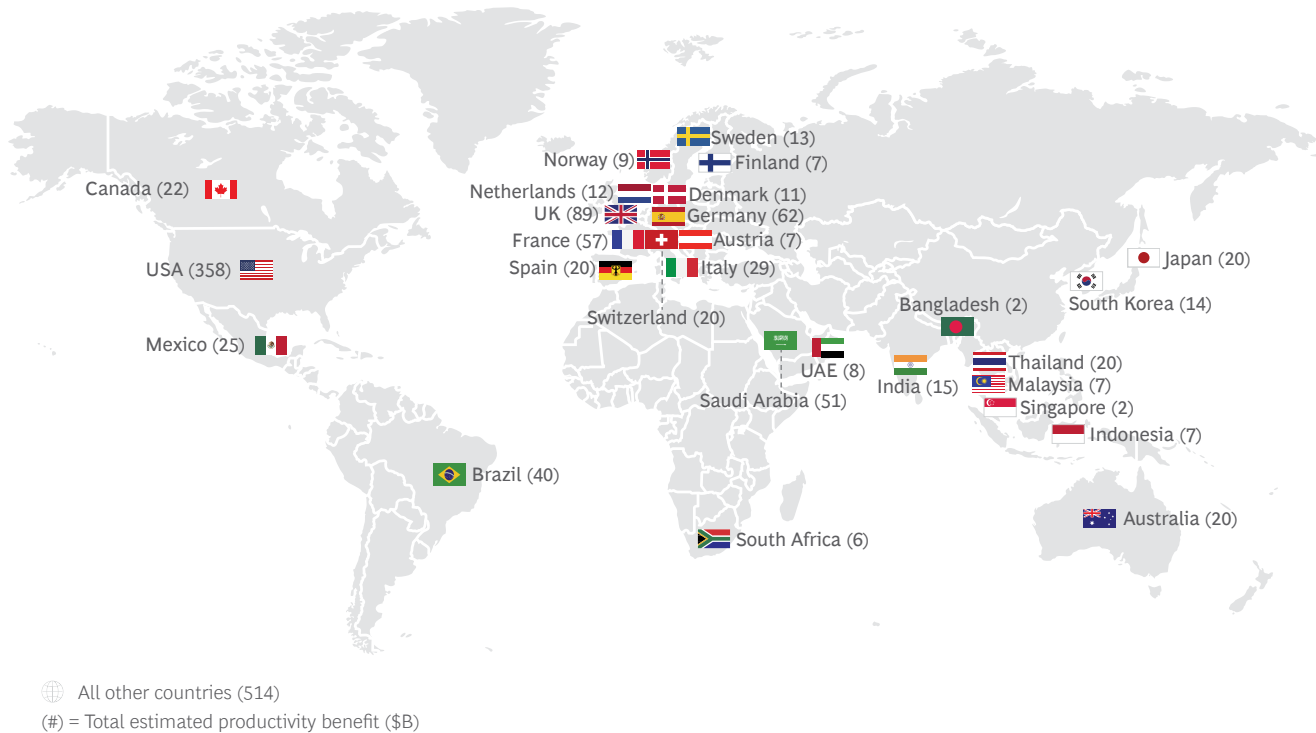 Sweden (13)
Norway (9)
Finland (7)
Canada (22)
Netherlands (12)
Denmark (11)
UK (89)
Germany (62)
France (57)
Austria (7)
USA (358)
Spain (20)
Italy (29)
Japan (20)
South Korea (14)
Bangladesh (2)
Switzerland (20)
Mexico (25)
UAE (8)
India (15)
Thailand (20)
Malaysia (7)
Saudi Arabia (51)
Singapore (2)
Indonesia (7)
Brazil (40)
Australia (20)
South Africa (6)
All other countries (514)
(#) = Total estimated productivity benefit ($B)